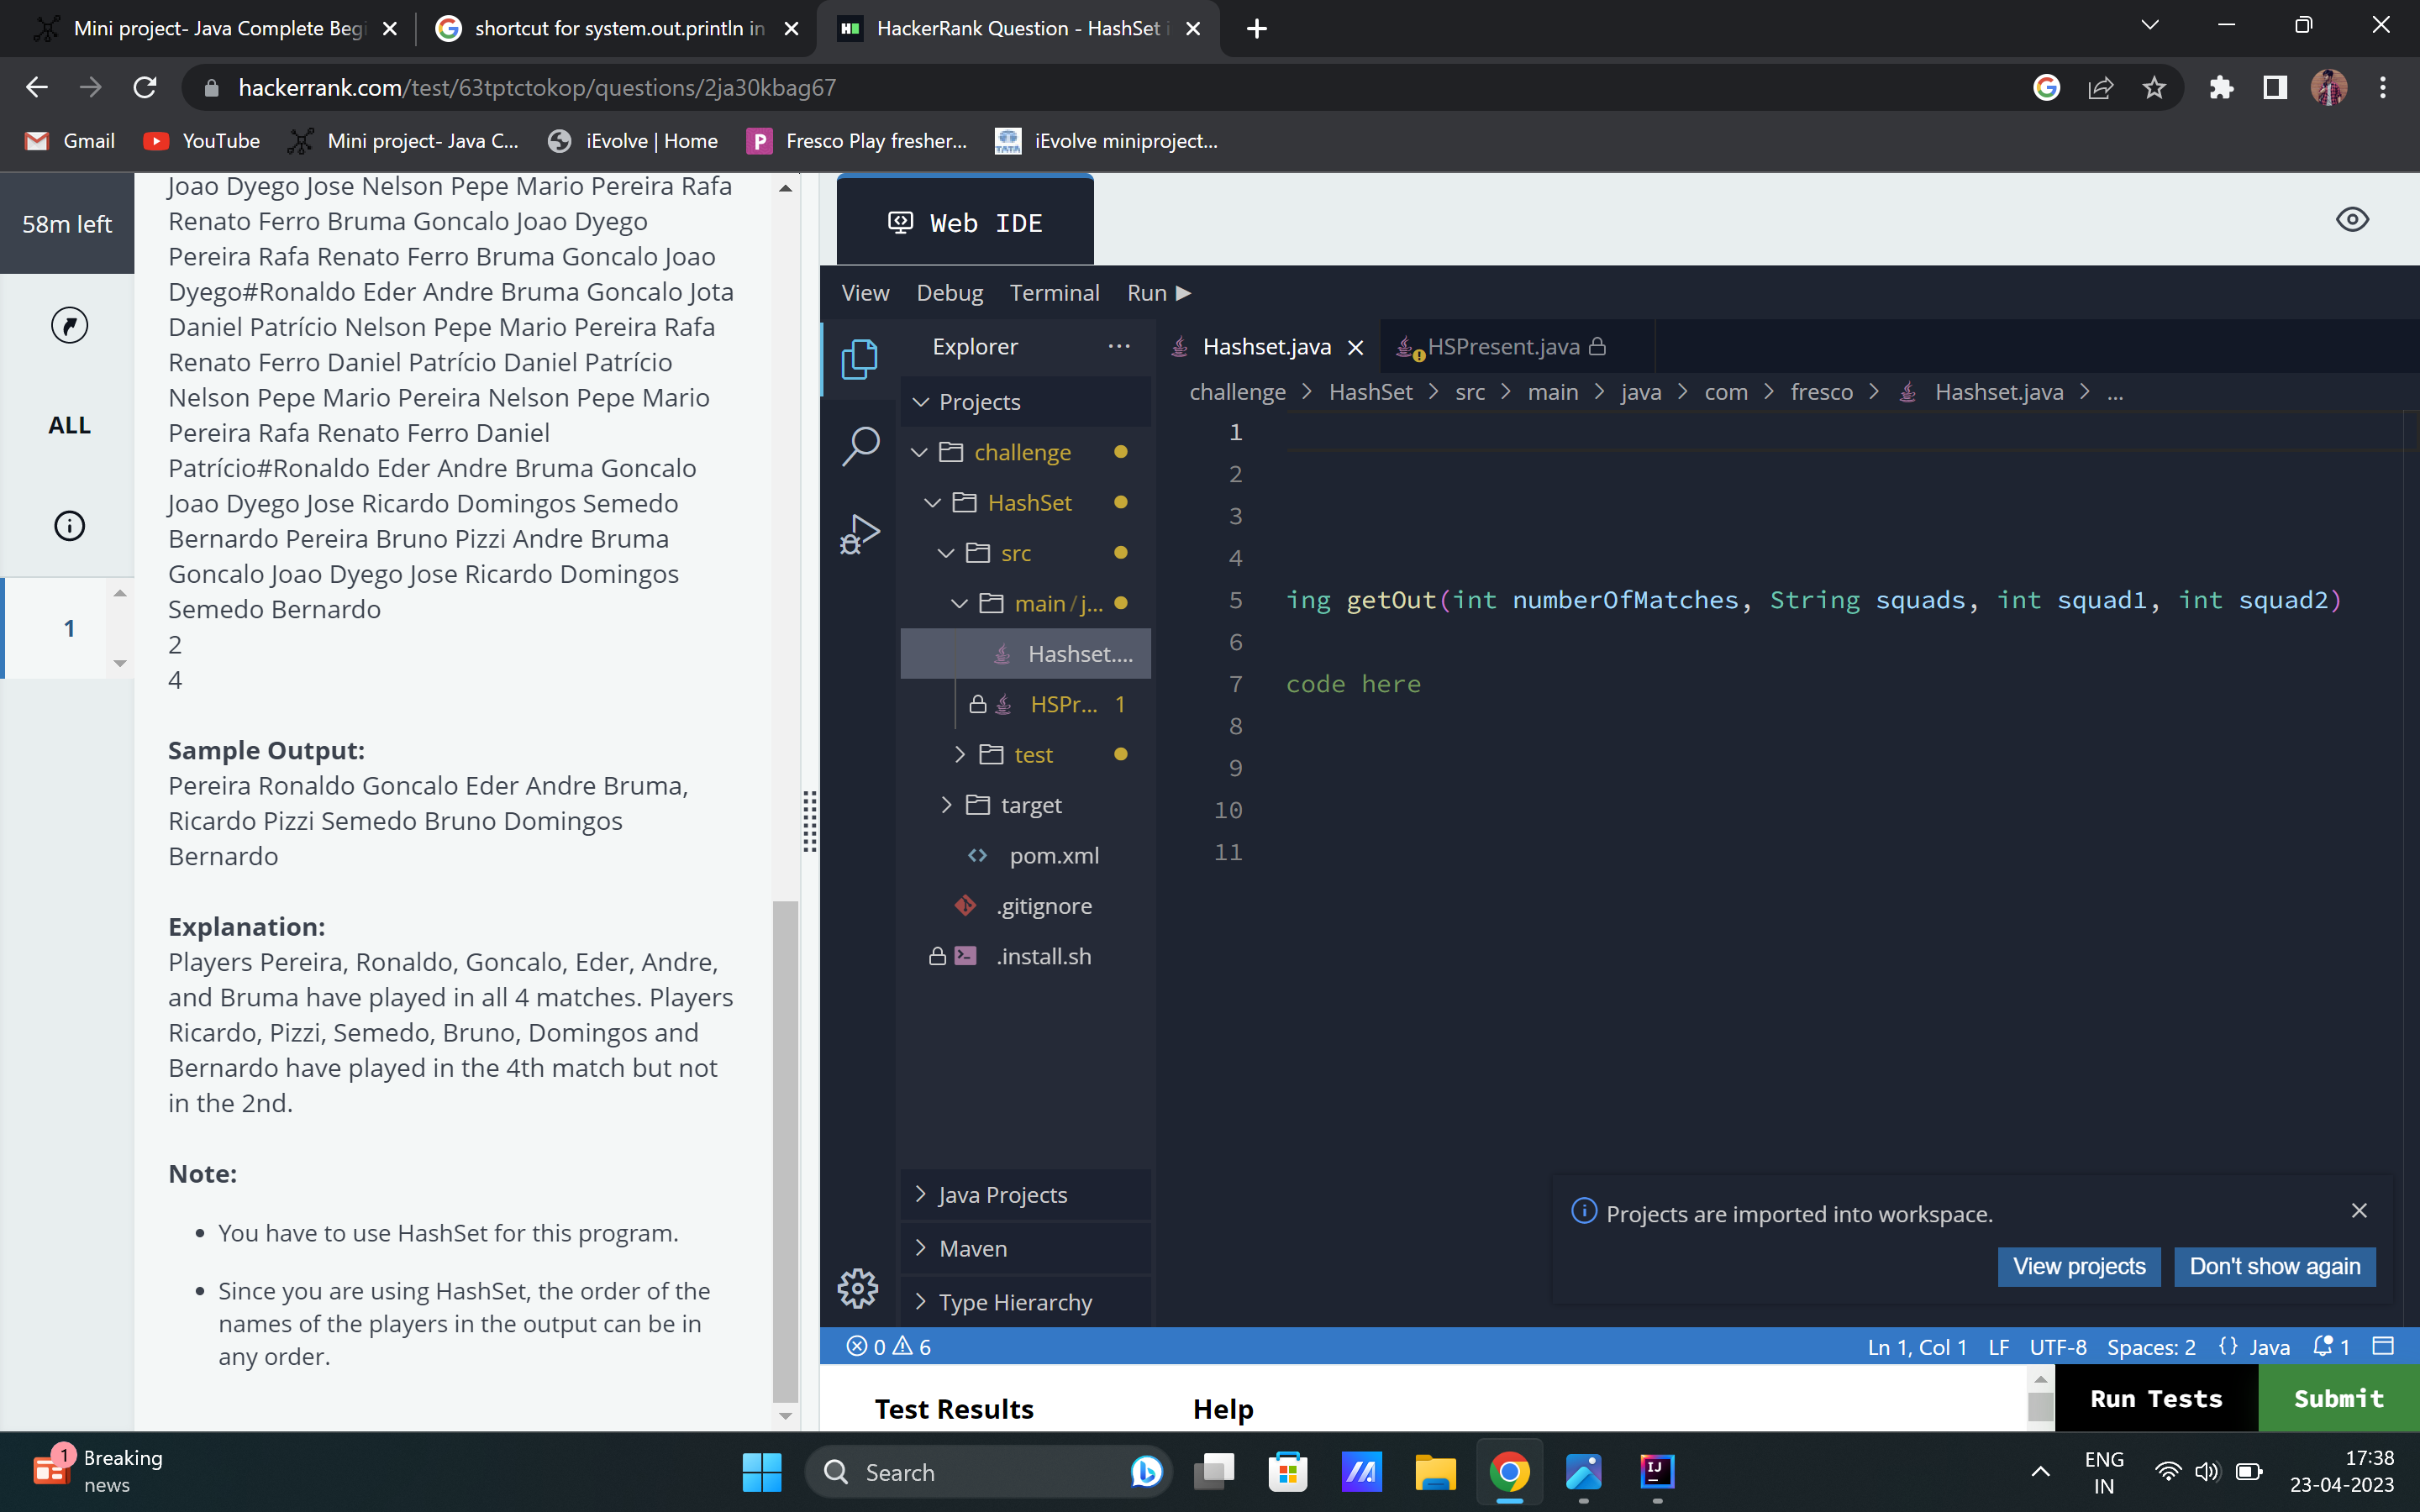 Mini project- Java Complete Begi
shortcut for system.out.println in
HackerRank Question - HashSet i
hackerrank.com/test/63tptctokop/questions/2ja30kbag67
Gmail
YouTube
Mini project- Java C...
iEvolve | Home
Fresco Play fresher...
iEvolve miniproject...
58m left
ALL
1
Joao Dyego Jose Nelson Pepe Mario Pereira Rafa
Renato Ferro Bruma Goncalo Joao Dyego
Pereira Rafa Renato Ferro Bruma Goncalo Joao
Dyego#Ronaldo Eder Andre Bruma Goncalo Jota
Daniel Patrício Nelson Pepe Mario Pereira Rafa
Renato Ferro Daniel Patrício Daniel Patrício
Nelson Pepe Mario Pereira Nelson Pepe Mario
Pereira Rafa Renato Ferro Daniel
Patrício#Ronaldo Eder Andre Bruma Goncalo
Joao Dyego Jose Ricardo Domingos Semedo
Bernardo Pereira Bruno Pizzi Andre Bruma
Goncalo Joao Dyego Jose Ricardo Domingos
Semedo Bernardo
2
4
Sample Output:
Pereira Ronaldo Goncalo Eder Andre Bruma,
Ricardo Pizzi Semedo Bruno Domingos
Bernardo
Explanation:
Players Pereira, Ronaldo, Goncalo, Eder, Andre,
and Bruma have played in all 4 matches. Players
Ricardo, Pizzi, Semedo, Bruno, Domingos and
Bernardo have played in the 4th match but not
in the 2nd.
Note:
• You have to use HashSet for this program.
• Since you are using HashSet, the order of the
names of the players in the output can be in
any order.
Web IDE
View Debug Terminal Run
Explorer ...
Projects
challenge
HashSet
src
main/j...
Hashset....
HSPr... 1
test
target
pom.xml
.gitignore
.install.sh
Java Projects
Maven
Type Hierarchy
Hashset.java
HSPresent.java
challenge > HashSet > src > main > java > com > fresco > Hashset.java > ...
1
2
3
4
5 ing getOut(int numberOfMatches, String squads, int squad1, int squad2)
6
7 code here
8
9
10
11
Projects are imported into workspace.
View projects
Don't show again
0 6
Ln 1, Col 1 LF UTF-8 Spaces: 2 {} Java 1
Test Results
Help
Run Tests
Submit
1
Breaking
news
Search
IJ
ENG
IN
17:38
23-04-2023